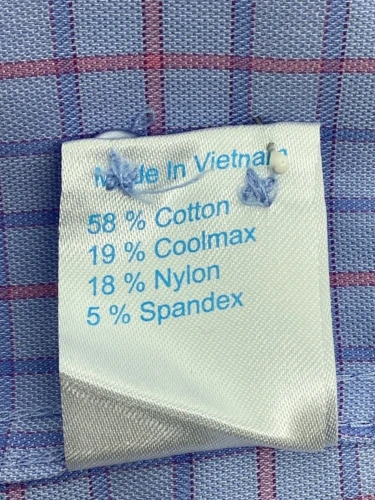 Made In Vietnam
58 % Cotton
19 % Coolmax
18 % Nylon
5 % Spandex